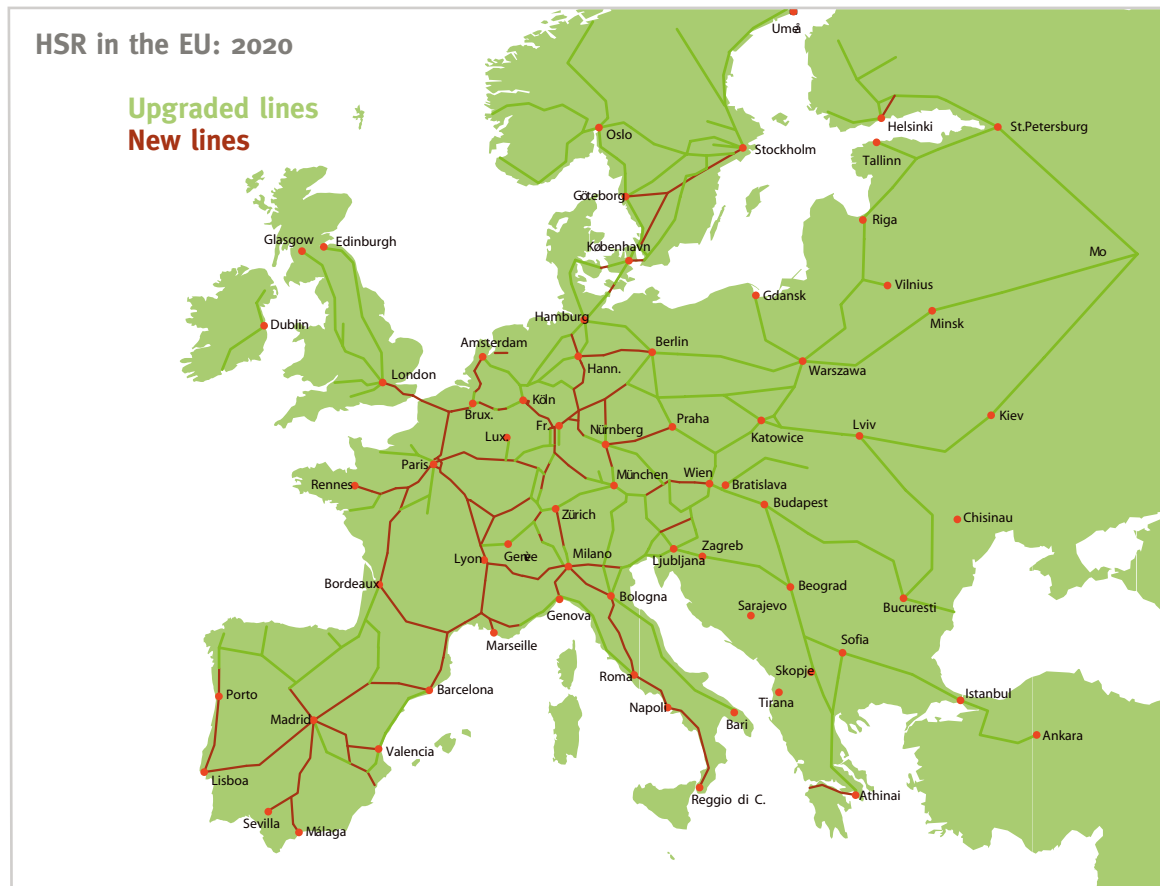 HSR in the EU: 2020
Upgraded lines
New lines
Umeå
Oslo
Helsinki
St.Petersburg
Stockholm
Tallinn
Göteborg
Riga
Glasgow
Edinburgh
København
Mo
Vilnius
Gdansk
Minsk
Dublin
Hamburg
Amsterdam
Berlin
London
Hann.
Warszawa
Brux.
Köln
Kiev
Fr.
Praha
Lviv
Lux.
Nürnberg
Katowice
Paris
München
Wien
Rennes
Bratislava
Budapest
Zürich
Chisinau
Lyon
Genève
Milano
Zagreb
Ljubljana
Bordeaux
Beograd
Bologna
Sarajevo
Bucuresti
Genova
Marseille
Sofia
Skopje
Roma
Porto
Barcelona
Tirana
Istanbul
Napoli
Madrid
Bari
Valencia
Ankara
Lisboa
Reggio di C.
Athinai
Sevilla
Málaga